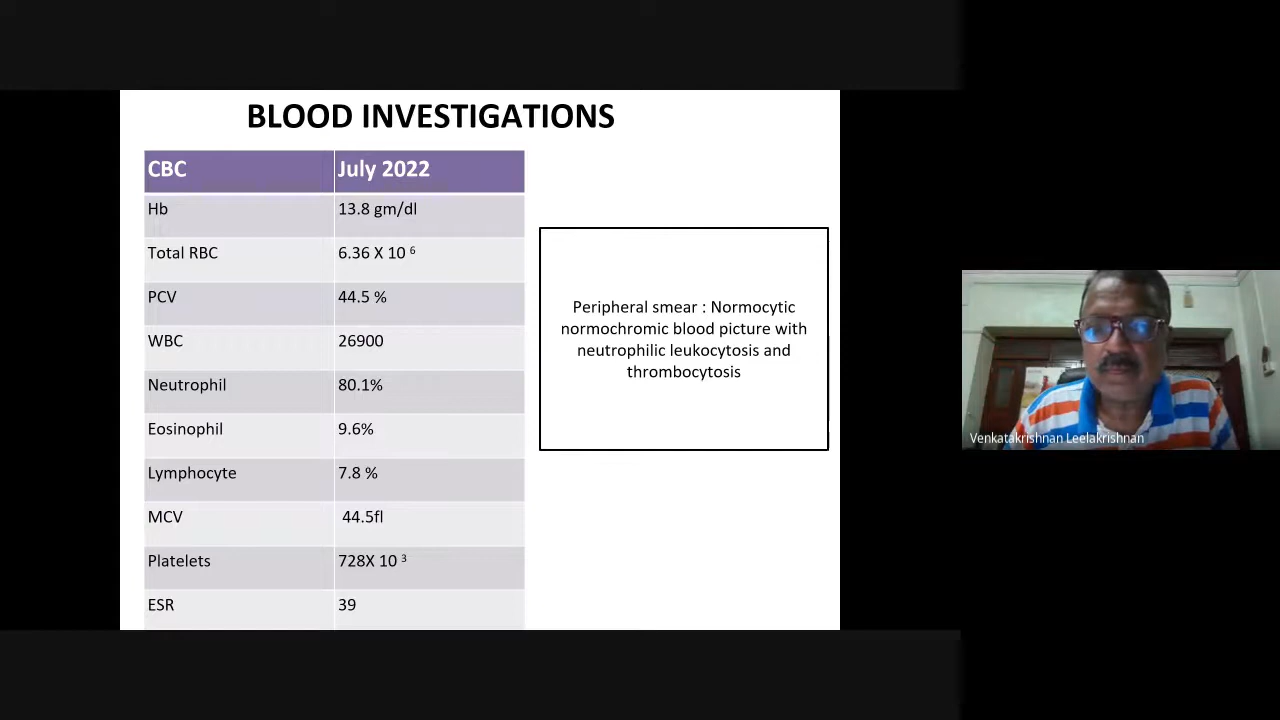 BLOOD INVESTIGATIONS
CBC July 2022
Hb 13.8 gm/dl
Total RBC 6.36 X 10 ⁶
PCV 44.5 %
WBC 26900
Neutrophil 80.1%
Eosinophil 9.6%
Lymphocyte 7.8 %
MCV 44.5fl
Platelets 728X 10 ³
ESR 39
Peripheral smear : Normocytic
normochromic blood picture with
neutrophilic leukocytosis and
thrombocytosis
Venkatakrishnan Leelakrishnan